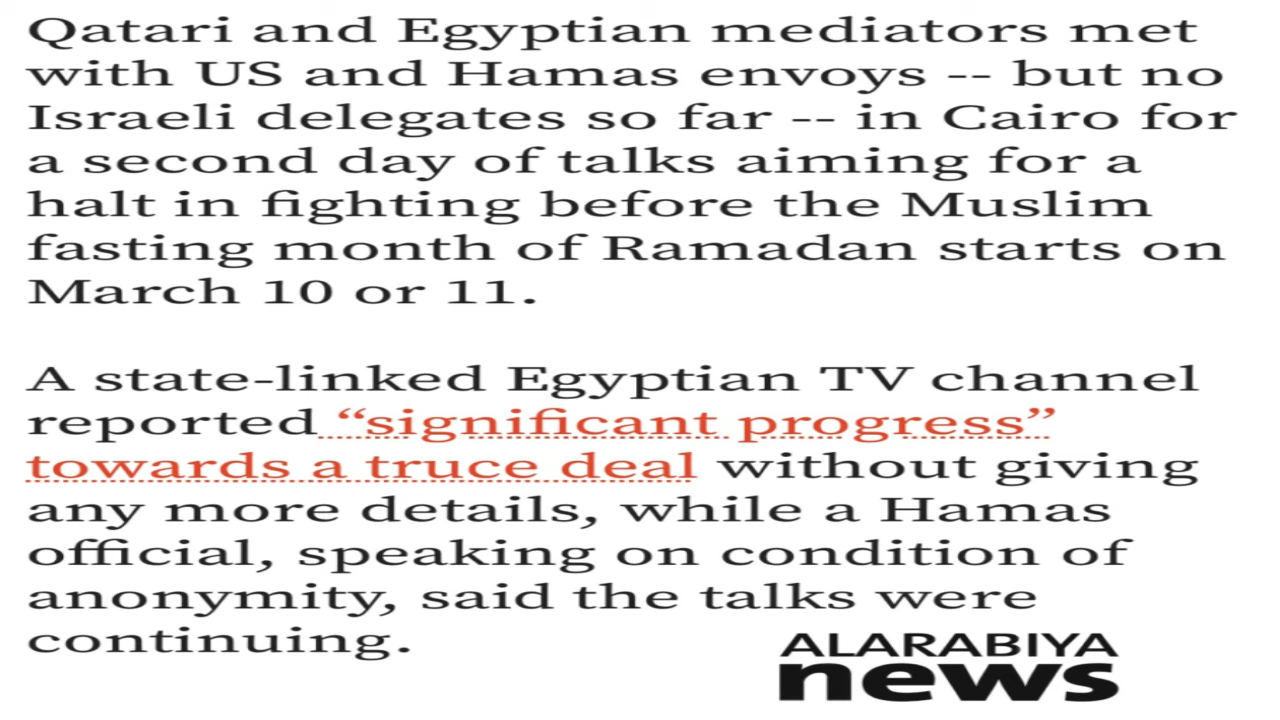 Qatari and Egyptian mediators met
with US and Hamas envoys -- but no
Israeli delegates so far -- in Cairo for
a second day of talks aiming for a
halt in fighting before the Muslim
fasting month of Ramadan starts on
March 10 or 11.
A state-linked Egyptian TV channel
reported “significant progress”
towards a truce deal without giving
any more details, while a Hamas
official, speaking on condition of
anonymity, said the talks were
continuing.
ALARABIYA
news